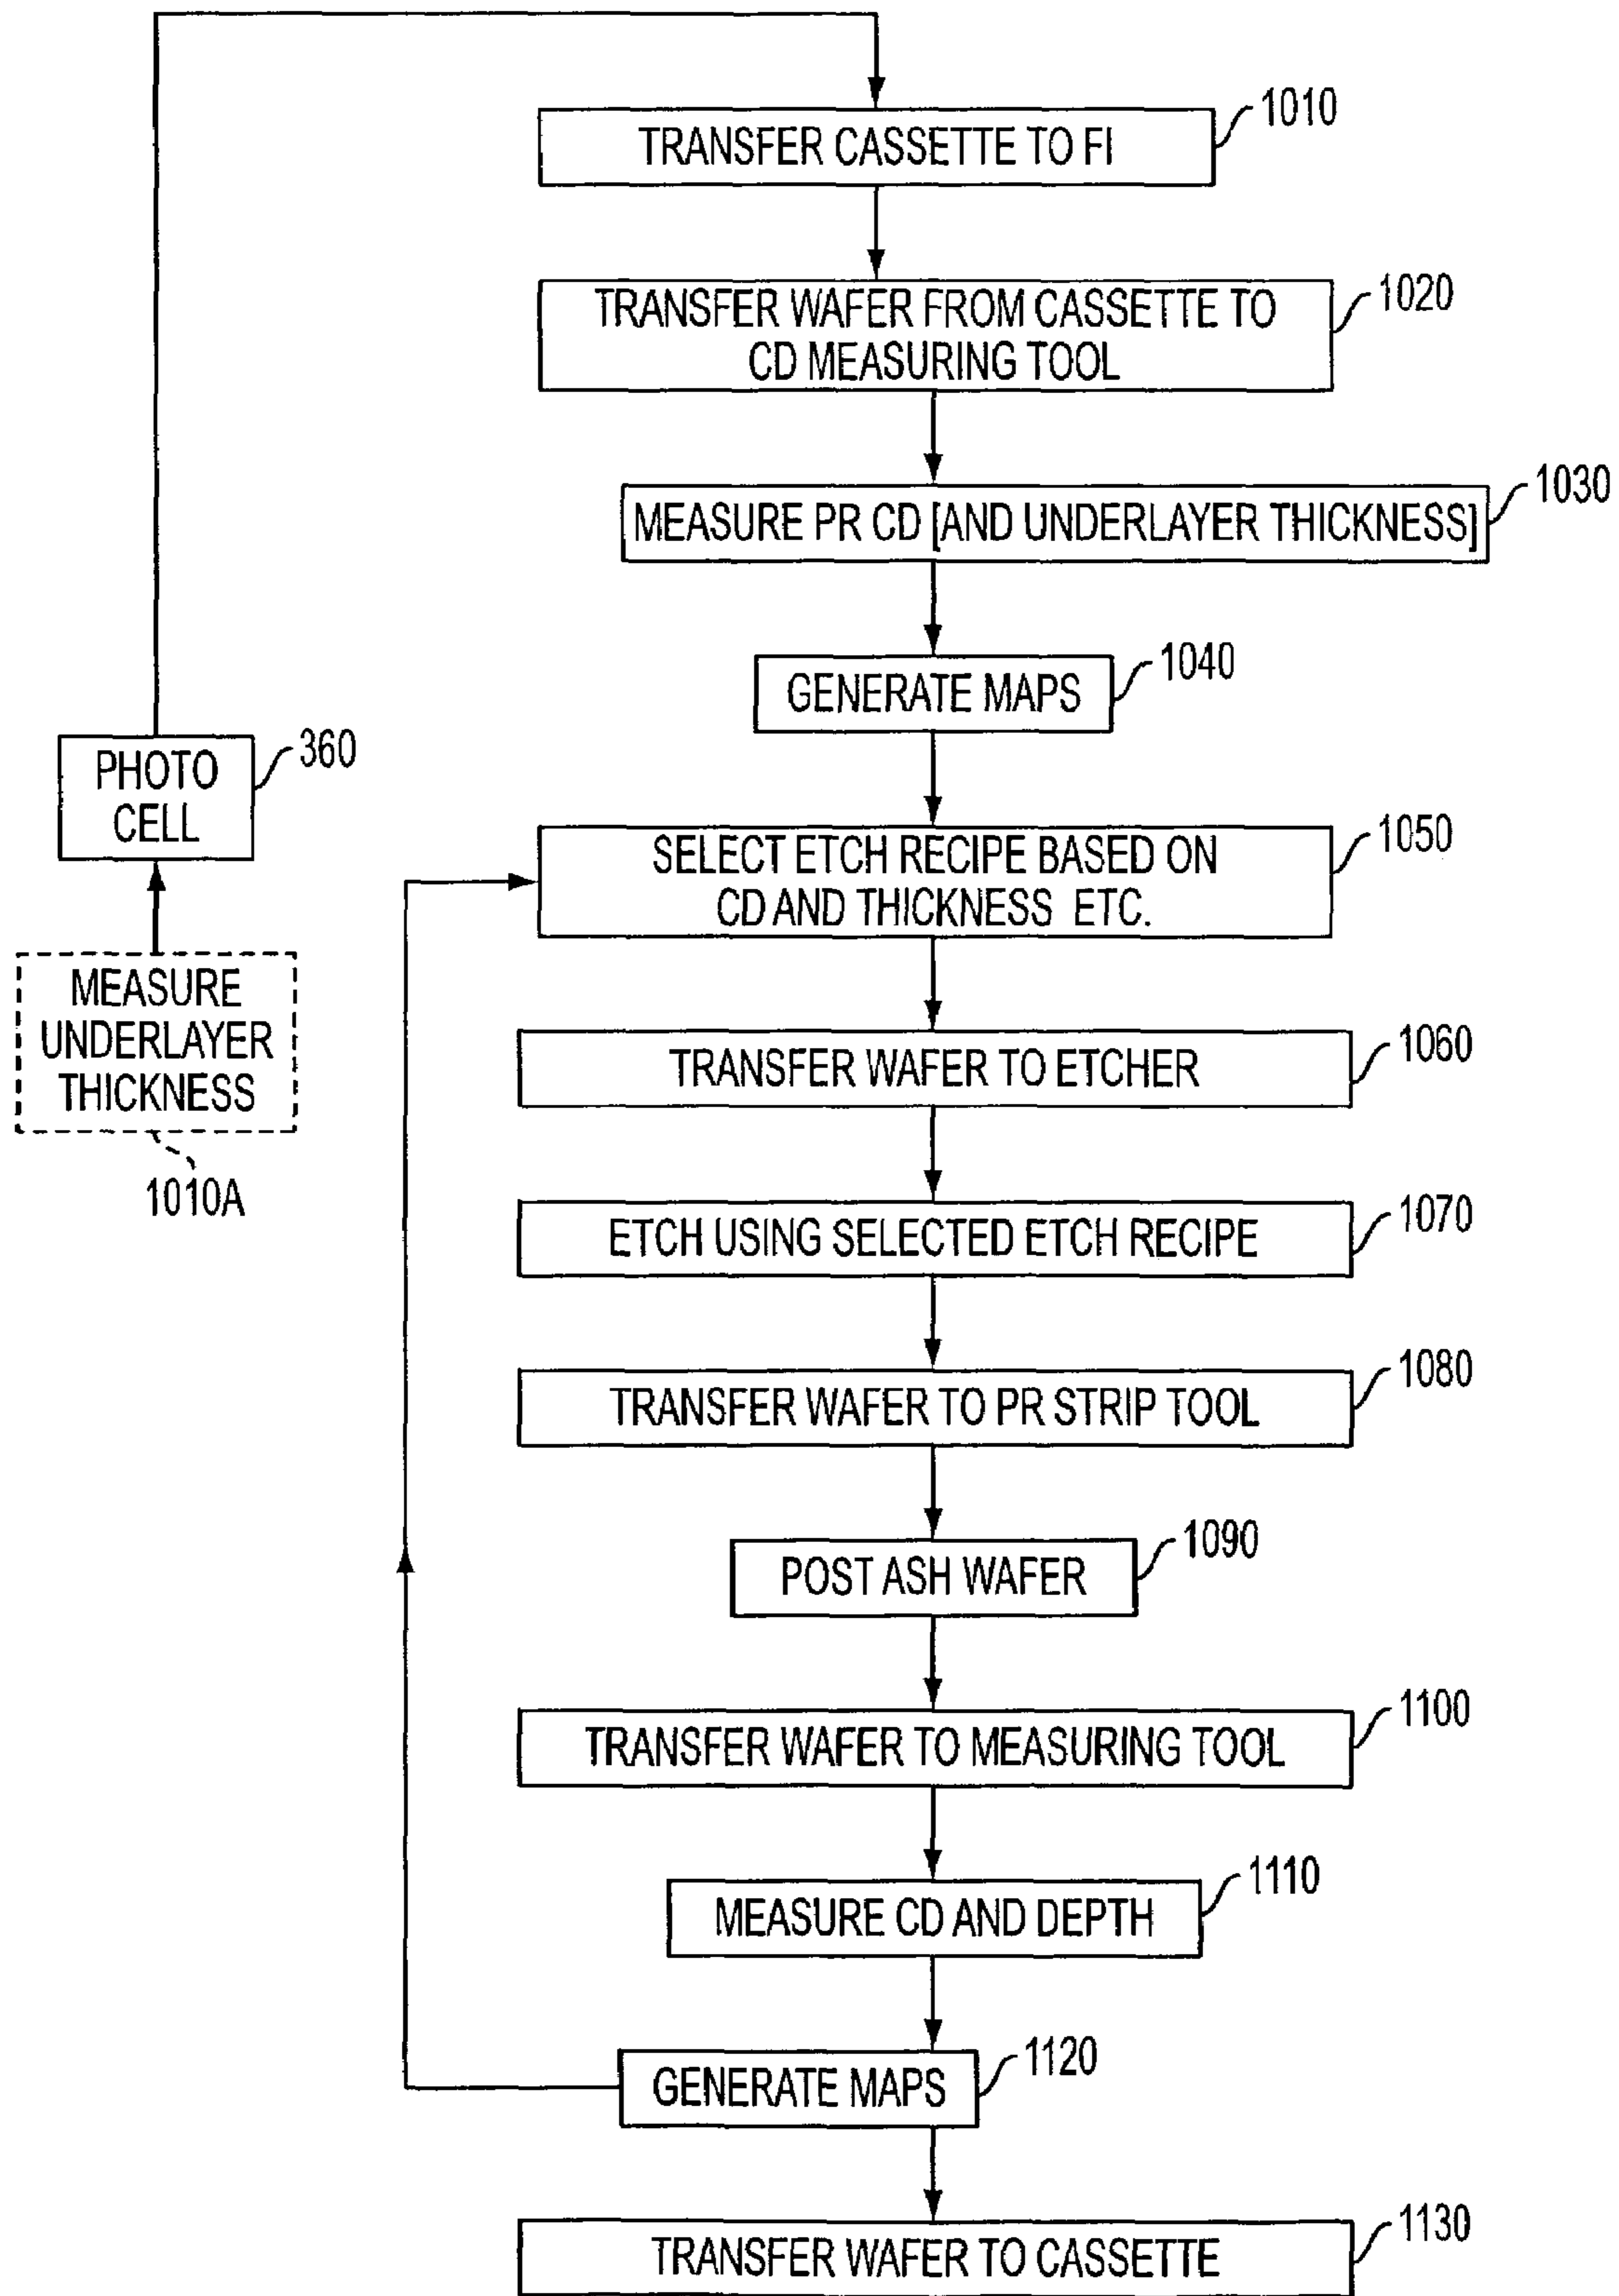 1010
TRANSFER CASSETTE TO FI
1020
TRANSFER WAFER FROM CASSETTE TO
CD MEASURING TOOL
1030
MEASURE PR CD [AND UNDERLAYER THICKNESS]
1040
GENERATE MAPS
360
PHOTO
CELL
1050
SELECT ETCH RECIPE BASED ON
CD AND THICKNESS ETC.
MEASURE
UNDERLAYER
THICKNESS
1010A
1060
TRANSFER WAFER TO ETCHER
1070
ETCH USING SELECTED ETCH RECIPE
1080
TRANSFER WAFER TO PR STRIP TOOL
1090
POST ASH WAFER
1100
TRANSFER WAFER TO MEASURING TOOL
1110
MEASURE CD AND DEPTH
1120
GENERATE MAPS
1130
TRANSFER WAFER TO CASSETTE